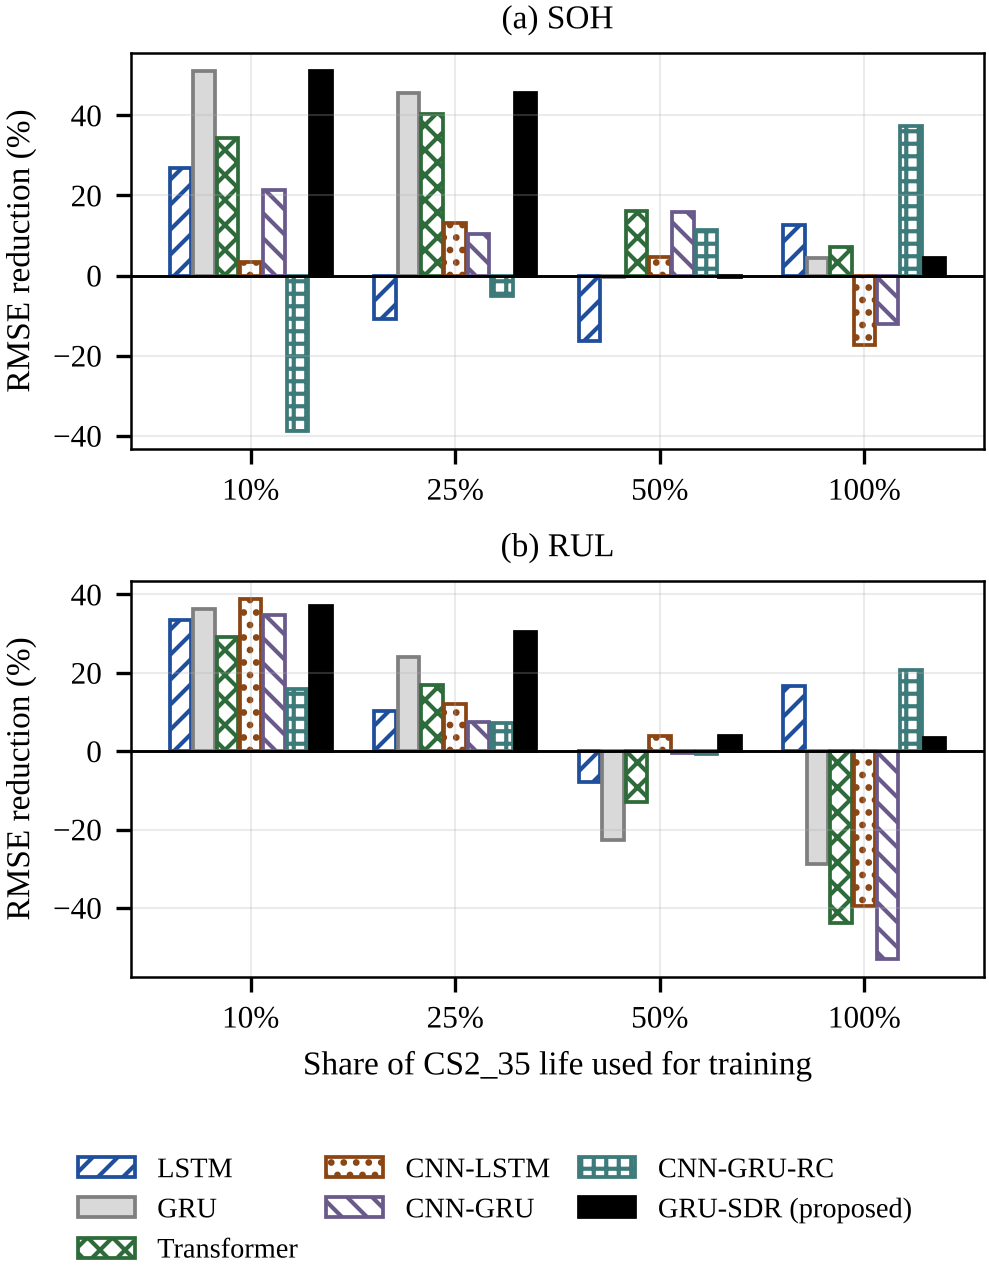 (a) SOH
RMSE reduction (%)
40
20
0
−20
−40
10% 25% 50% 100%
(b) RUL
RMSE reduction (%)
40
20
0
−20
−40
10% 25% 50% 100%
Share of CS2_35 life used for training
LSTM CNN-LSTM CNN-GRU-RC
GRU CNN-GRU GRU-SDR (proposed)
Transformer